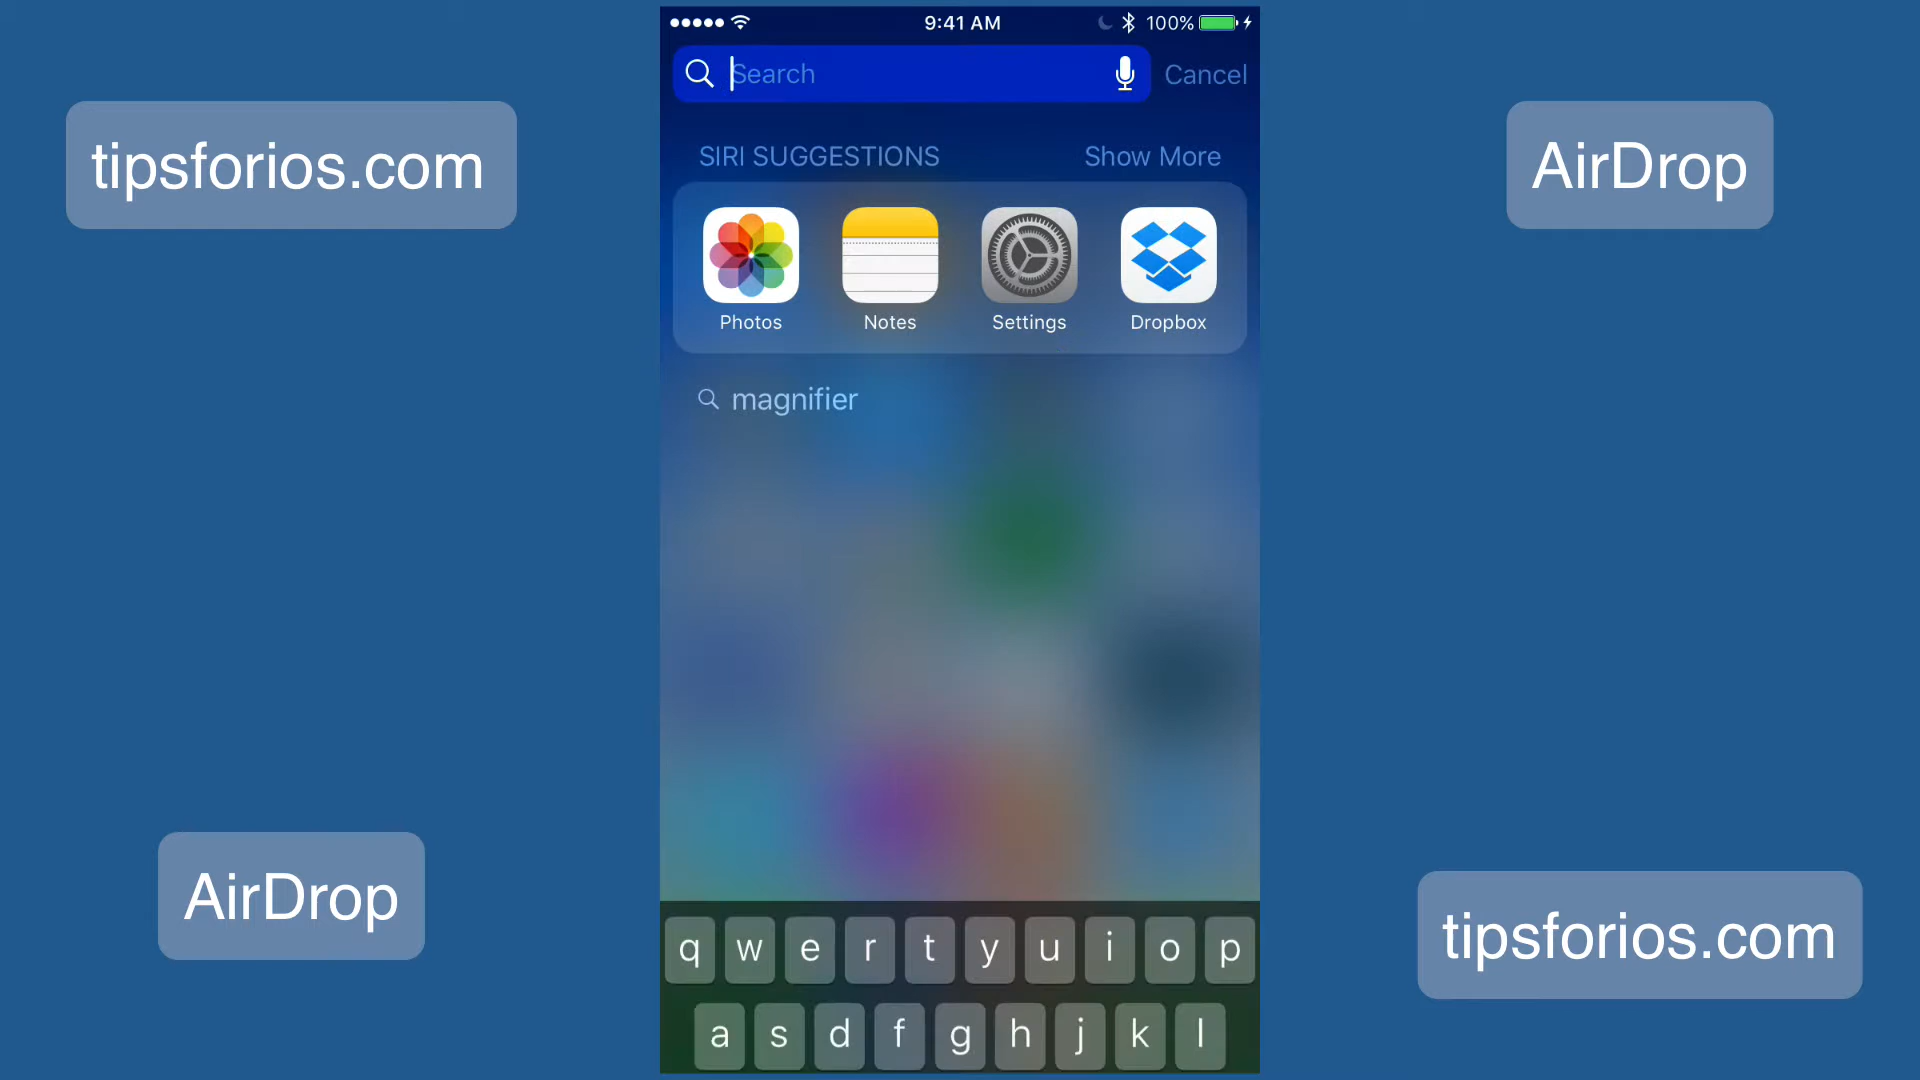 9:41 AM
100%
Search
Cancel
tipsforios.com
AirDrop
SIRI SUGGESTIONS
Show More
Photos
Notes
Settings
Dropbox
magnifier
AirDrop
tipsforios.com
q w e r t y u i o p
a s d f g h j k l